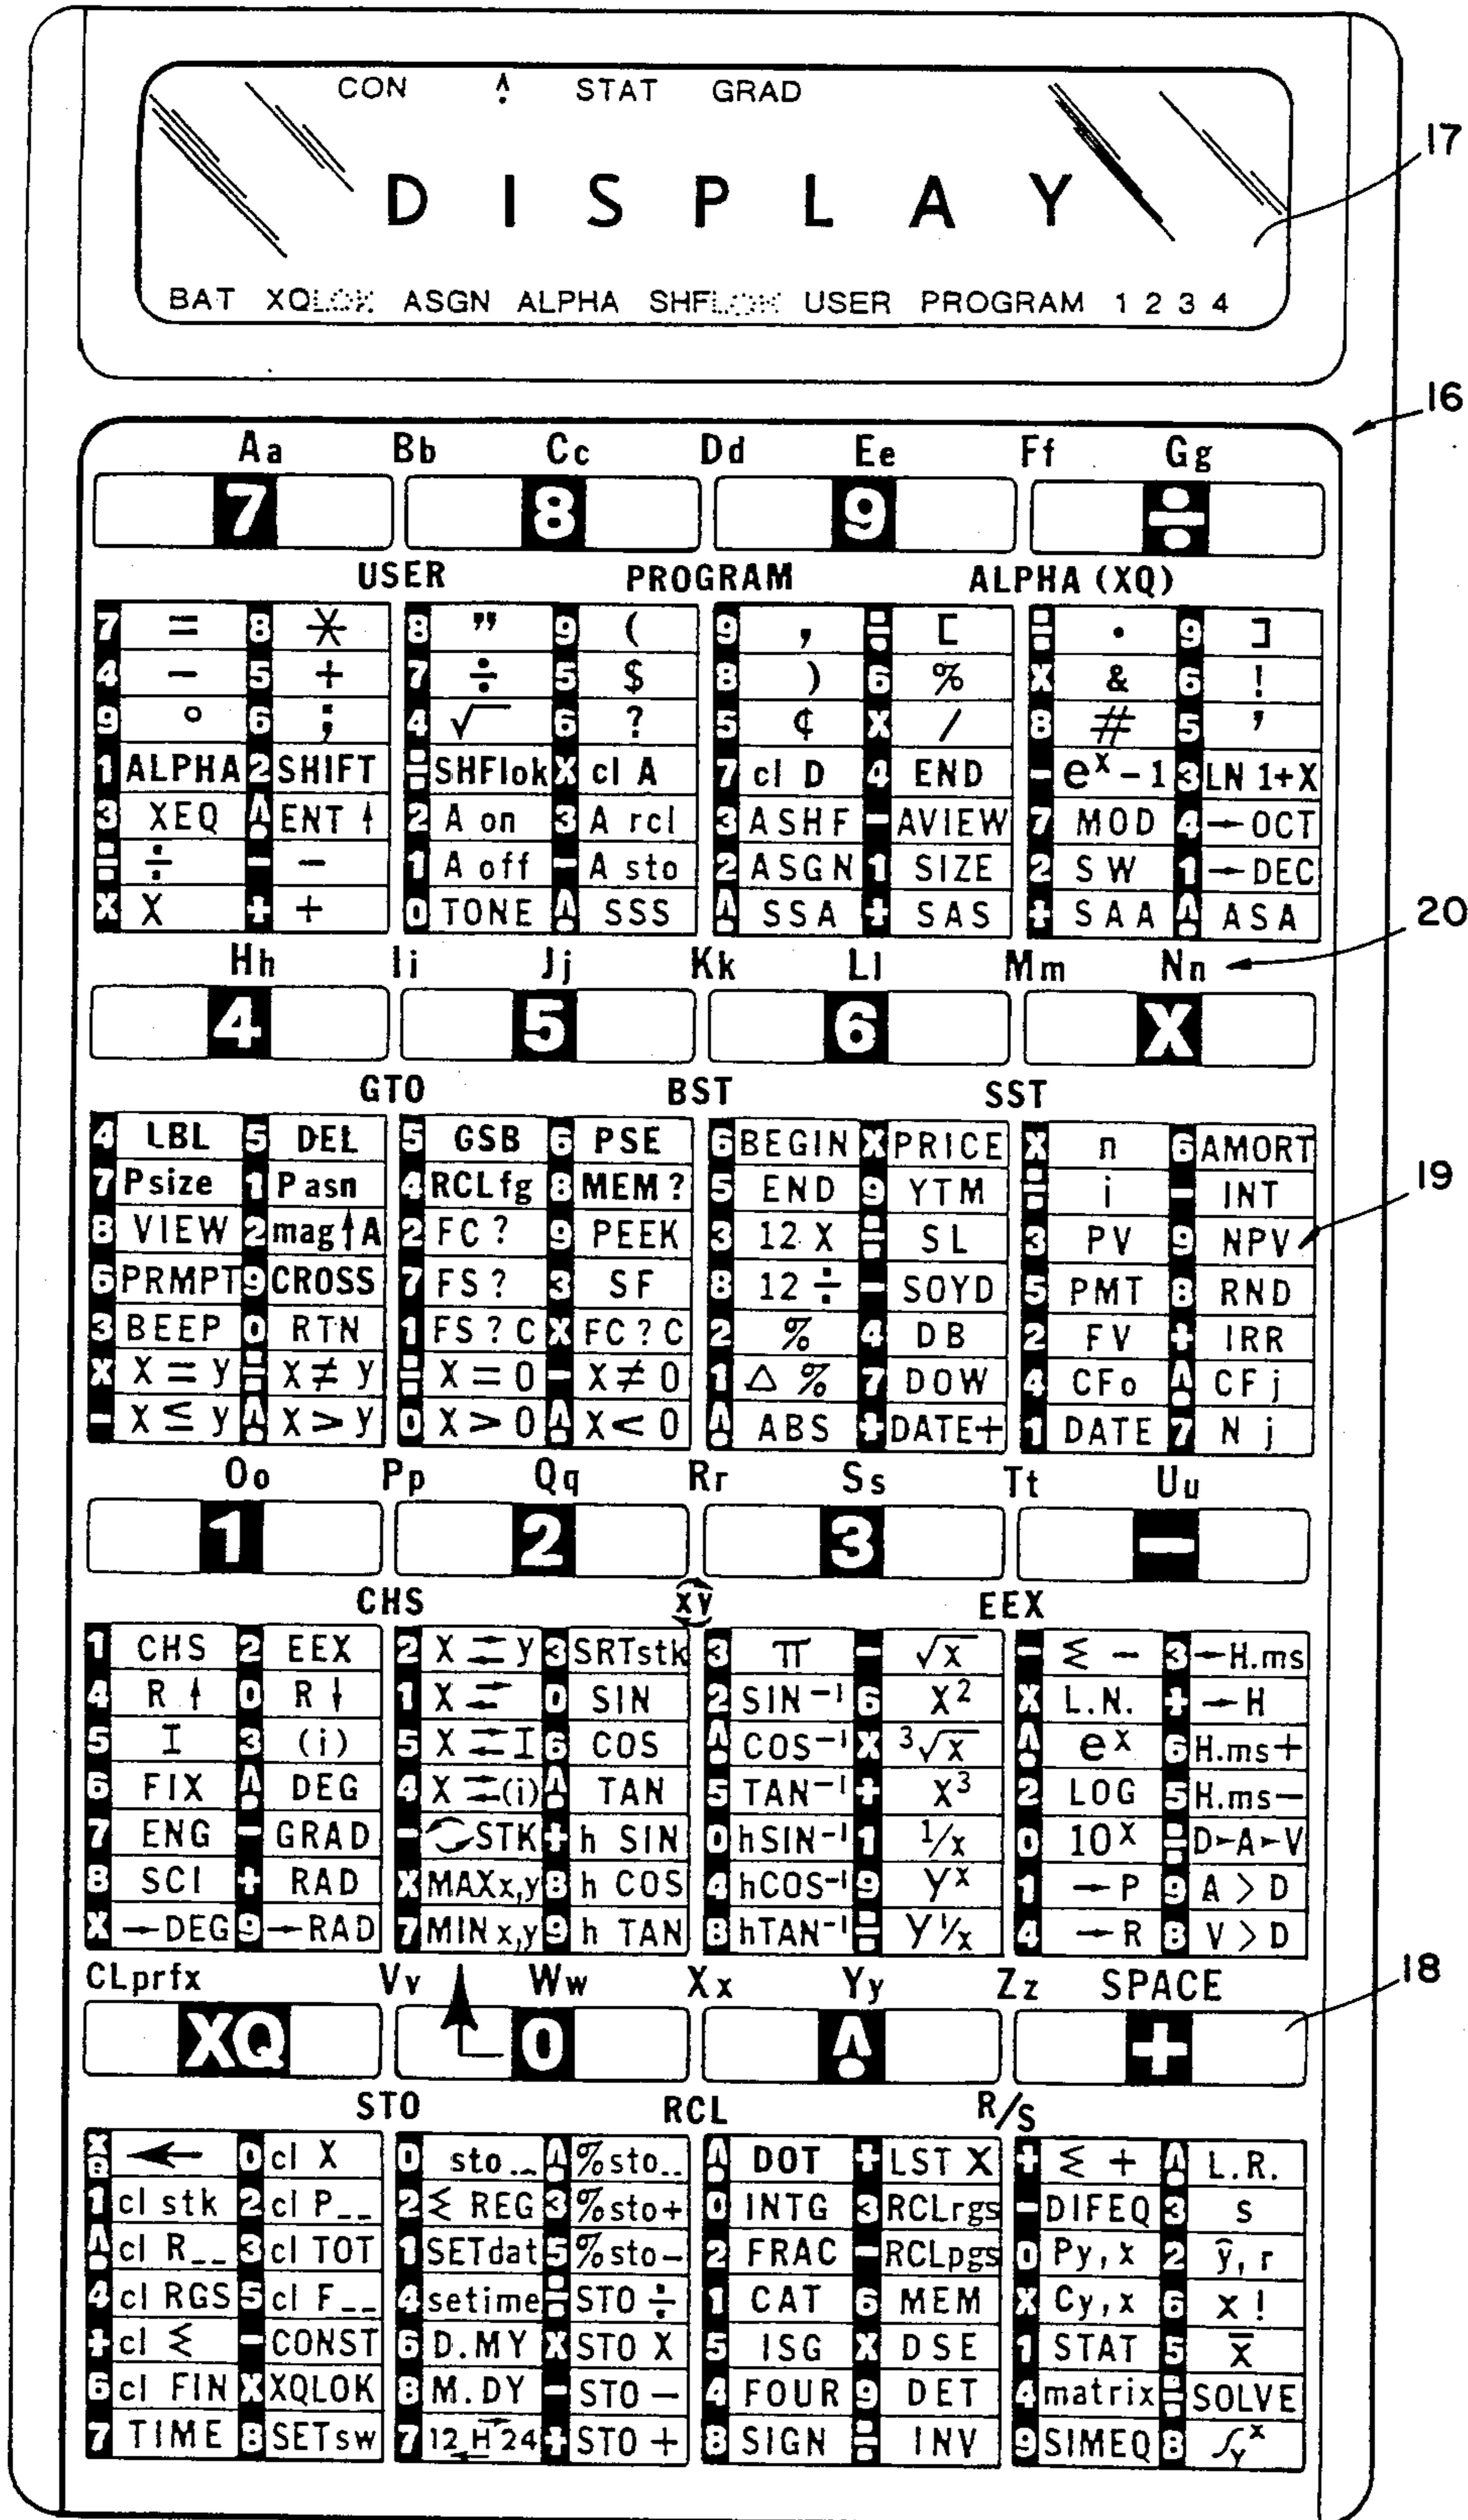 CON ∧. STAT GRAD
17
D I S P L A Y
BAT XQLOK ASGN ALPHA SHFLOK USER PROGRAM 1 2 3 4
16
Aa Bb Cc Dd Ee Ff Gg
7 8 9 ÷
USER PROGRAM ALPHA (XQ)
7 = 8 * 8 " 9 ( 9 , ÷ [ ÷ . 9 ]
4 − 5 + 7 ÷ 5 $ 8 ) 6 % X & 6 !
9 ° 6 ; 4 √ 6 ? 5 ¢ X / 8 # 5 '
1 ALPHA 2 SHIFT ÷ SHFlok X cl A 7 cl D 4 END − eˣ−1 3 LN 1+X
3 XEQ ∧. ENT↑ 2 A on 3 A rcl 3 ASHF − AVIEW 7 MOD 4 →OCT
÷ ÷ − − 1 A off − A sto 2 ASGN 1 SIZE 2 SW 1 →DEC
X X + + 0 TONE ∧. SSS ∧. SSA + SAS + SAA ∧. ASA
20
Hh Ii Jj Kk Ll Mm Nn
4 5 6 X
GTO BST SST
4 LBL 5 DEL 5 GSB 6 PSE 6 BEGIN X PRICE X n 6 AMORT
7 Psize 1 P asn 4 RCLfg 8 MEM? 5 END 9 YTM ÷ i − INT
19
8 VIEW 2 mag↑A 2 FC? 9 PEEK 3 12 X ÷ SL 3 PV 9 NPV
6 PRMPT 9 CROSS 7 FS? 3 SF 8 12 ÷ − SOYD 5 PMT 8 RND
3 BEEP 0 RTN 1 FS?C X FC?C 2 % 4 DB 2 FV + IRR
X X=y ÷ X≠y ÷ X=0 − X≠0 1 △% 7 DOW 4 CFo ∧. CFj
− X≤y ∧. X>y 0 X>0 ∧. X<0 ∧. ABS + DATE+ 1 DATE 7 Nj
Oo Pp Qq Rr Ss Tt Uu
1 2 3 −
CHS xy EEX
1 CHS 2 EEX 2 X⇄y 3 SRTstk 3 π − √x − Σ− 3 →H.ms
4 R↑ 0 R↓ 1 X⇄ 0 SIN 2 SIN⁻¹ 6 X² X L.N. + →H
5 I 3 (i) 5 X⇄I 6 COS ∧. COS⁻¹ X ³√x ∧. eˣ 6 H.ms+
6 FIX ∧. DEG 4 X⇄(i) ∧. TAN 5 TAN⁻¹ + X³ 2 LOG 5 H.ms−
7 ENG − GRAD − STK + h SIN 0 hSIN⁻¹ 1 1/x 0 10ˣ ÷ D►A►V
8 SCI + RAD X MAXx,y 8 h COS 4 hCOS⁻¹ 9 Yˣ 1 →P 9 A>D
X →DEG 9 →RAD 7 MINx,y 9 h TAN 8 hTAN⁻¹ ÷ Y1/x 4 →R 8 V>D
CLprfx Vv Ww Xx Yy Zz SPACE
18
XQ 0 ∧. +
STO RCL R/S
XQ ← 0 cl X 0 sto__ ∧. %sto__ ∧. DOT + LST X + Σ+ ∧. L.R.
1 cl stk 2 cl P__ 2 Σ REG 3 %sto+ 0 INTG 3 RCLrgs − DIFEQ 3 s
∧. cl R__ 3 cl TOT 1 SETdat 5 %sto− 2 FRAC − RCLpgs 0 Py,x 2 ŷ,r
4 cl RGS 5 cl F__ 4 setime ÷ STO ÷ 1 CAT 6 MEM X Cy,x 6 x!
+ cl Σ − CONST 6 D.MY X STO X 5 ISG X DSE 1 STAT 5 x̄
6 cl FIN X XQLOK 8 M.DY − STO − 4 FOUR 9 DET 4 matrix ÷ SOLVE
7 TIME 8 SETsw 7 12 H 24 + STO + 8 SIGN ÷ INV 9 SIMEQ 8 ∫yˣ